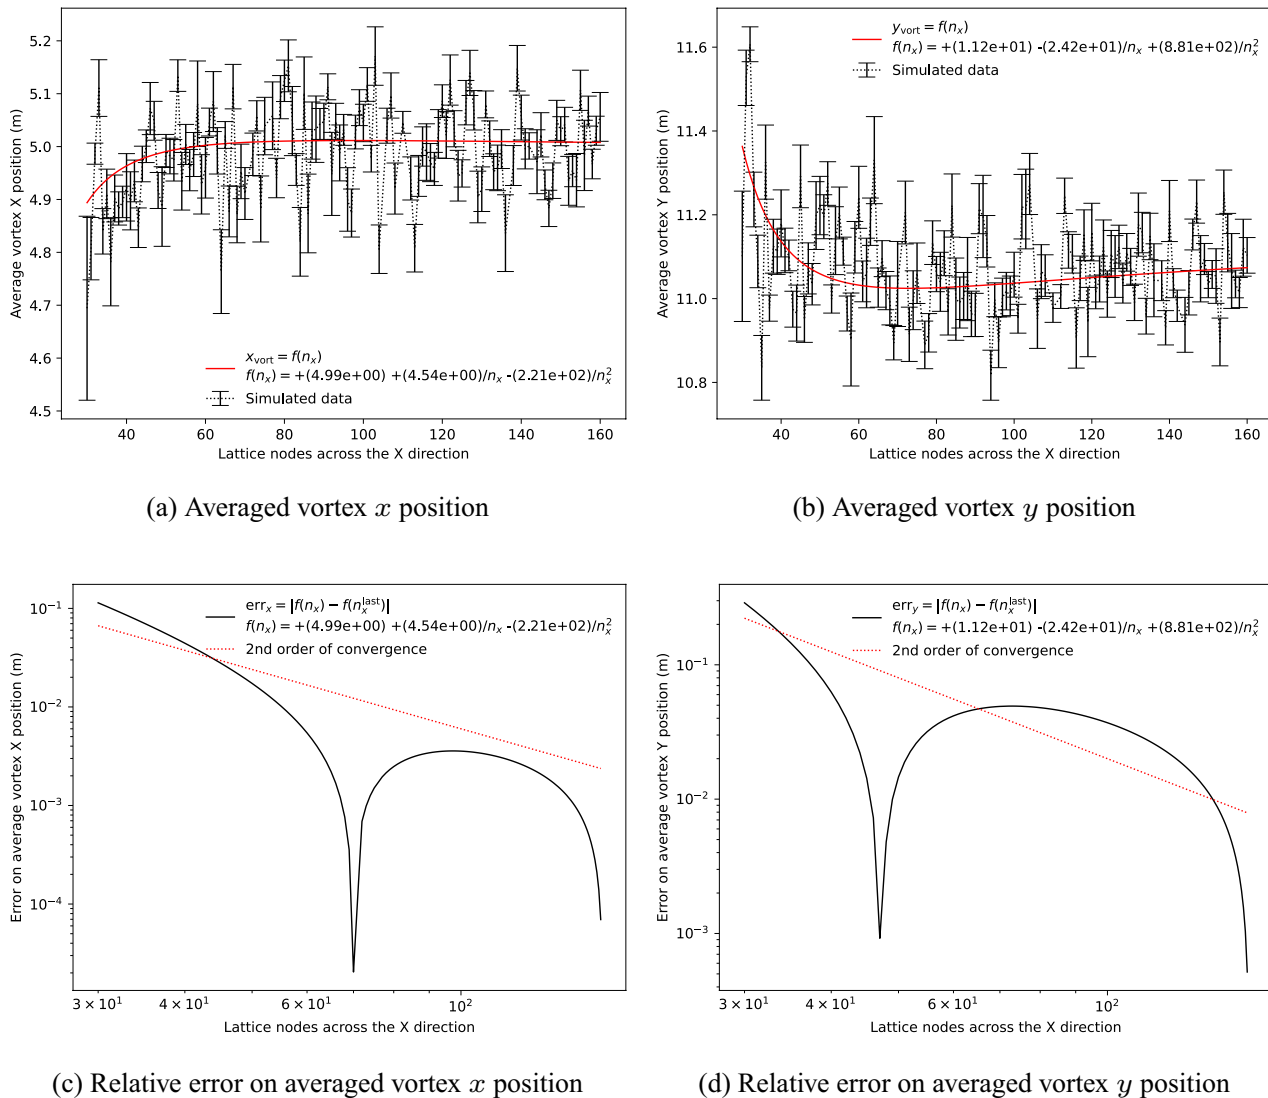 5.2
5.1
5.0
4.9
4.8
4.7
4.6
4.5
Average vortex X position (m)
x_vort = f(n_x)
f(n_x) = +(4.99e+00) +(4.54e+00)/n_x -(2.21e+02)/n_x^2
Simulated data
40 60 80 100 120 140 160
Lattice nodes across the X direction
(a) Averaged vortex x position
11.6
11.4
11.2
11.0
10.8
Average vortex Y position (m)
y_vort = f(n_x)
f(n_x) = +(1.12e+01) -(2.42e+01)/n_x +(8.81e+02)/n_x^2
Simulated data
40 60 80 100 120 140 160
Lattice nodes across the X direction
(b) Averaged vortex y position
10^-1
10^-2
10^-3
10^-4
Error on average vortex X position (m)
err_x = |f(n_x) − f(n_x^last)|
f(n_x) = +(4.99e+00) +(4.54e+00)/n_x -(2.21e+02)/n_x^2
2nd order of convergence
3 × 10^1 4 × 10^1 6 × 10^1 10^2
Lattice nodes across the X direction
(c) Relative error on averaged vortex x position
10^-1
10^-2
10^-3
Error on average vortex Y position (m)
err_y = |f(n_x) − f(n_x^last)|
f(n_x) = +(1.12e+01) -(2.42e+01)/n_x +(8.81e+02)/n_x^2
2nd order of convergence
3 × 10^1 4 × 10^1 6 × 10^1 10^2
Lattice nodes across the X direction
(d) Relative error on averaged vortex y position